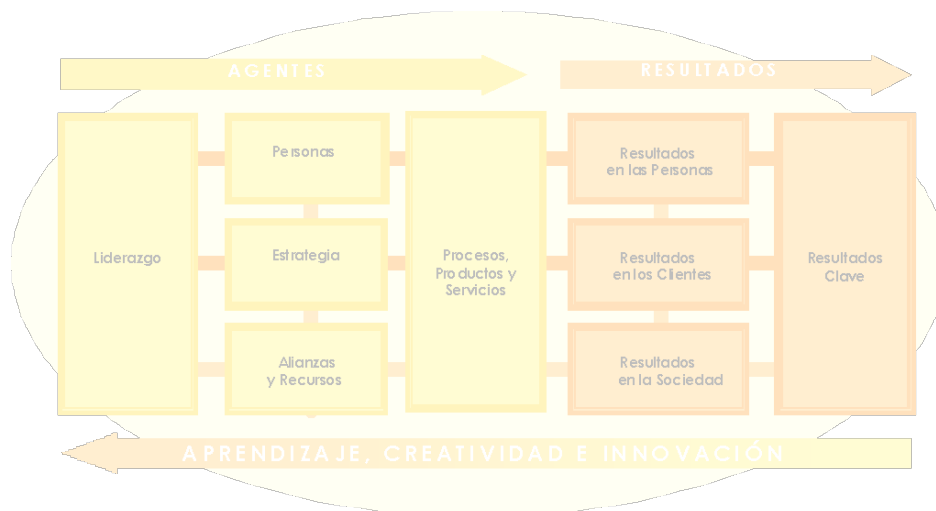 AGENTES
RESULTADOS
Liderazgo
Personas
Estrategia
Alianzas
y Recursos
Procesos,
Productos y
Servicios
Resultados
en las Personas
Resultados
en los Clientes
Resultados
en la Sociedad
Resultados
Clave
APRENDIZAJE, CREATIVIDAD E INNOVACIÓN